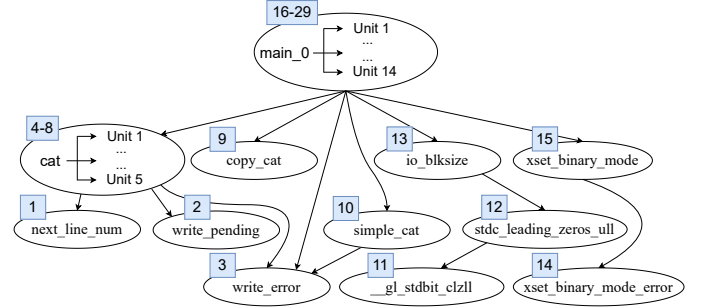 16-29
main_0
Unit 1
...
...
Unit 14
4-8
cat
Unit 1
...
...
Unit 5
9
copy_cat
13
io_blksize
15
xset_binary_mode
1
next_line_num
2
write_pending
10
simple_cat
12
stdc_leading_zeros_ull
3
write_error
11
__gl_stdbit_clzll
14
xset_binary_mode_error